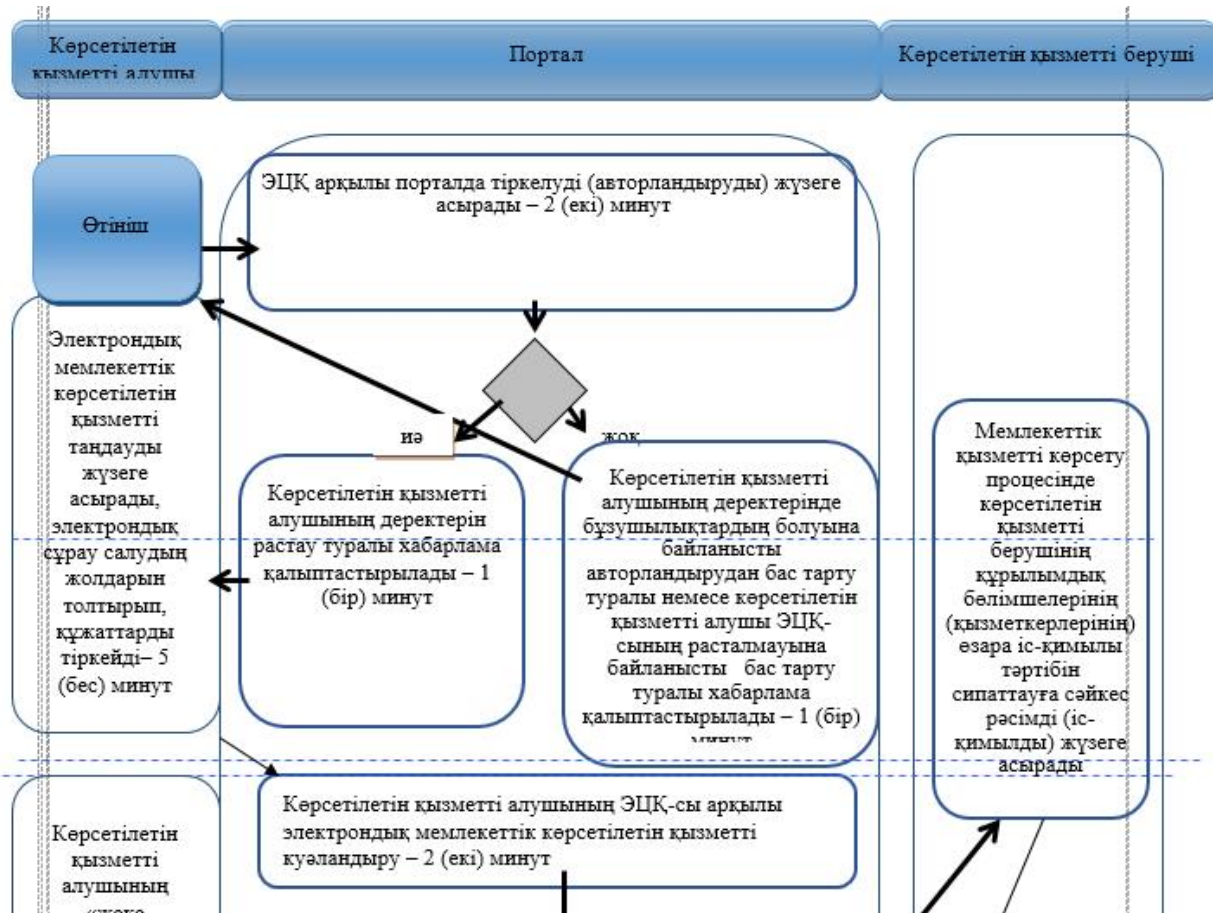 Көрсетілетін
қызметті алушы
Портал
Көрсетілетін қызметті беруші
Өтініш
ЭЦҚ арқылы порталда тіркелуді (авторландыруды) жүзеге
асырады – 2 (екі) минут
иә
жоқ
Электрондық
мемлекеттік
көрсетілетін
қызметті
таңдауды
жүзеге
асырады,
электрондық
сұрау салудың
жолдарын
толтырып,
құжаттарды
тіркейді– 5
(бес) минут
Көрсетілетін қызметті
алушының деректерін
растау туралы хабарлама
қалыптастырылады – 1
(бір) минут
Көрсетілетін қызметті
алушының деректерінде
бұзушылықтардың болуына
байланысты
авторландырудан бас тарту
туралы немесе көрсетілетін
қызметті алушы ЭЦҚ-
сының расталмауына
байланысты бас тарту
туралы хабарлама
қалыптастырылады – 1 (бір)
минут
Мемлекеттік
қызметті көрсету
процесінде
көрсетілетін
қызметті
берушінің
құрылымдық
бөлімшелерінің
(қызметкерлерінің)
өзара іс-қимылы
тәртібін
сипаттауға сәйкес
рәсімді (іс-
қимылды) жүзеге
асырады
Көрсетілетін қызметті алушының ЭЦҚ-сы арқылы
электрондық мемлекеттік көрсетілетін қызметті
куәландыру – 2 (екі) минут
Көрсетілетін
қызметті
алушының
«жеке